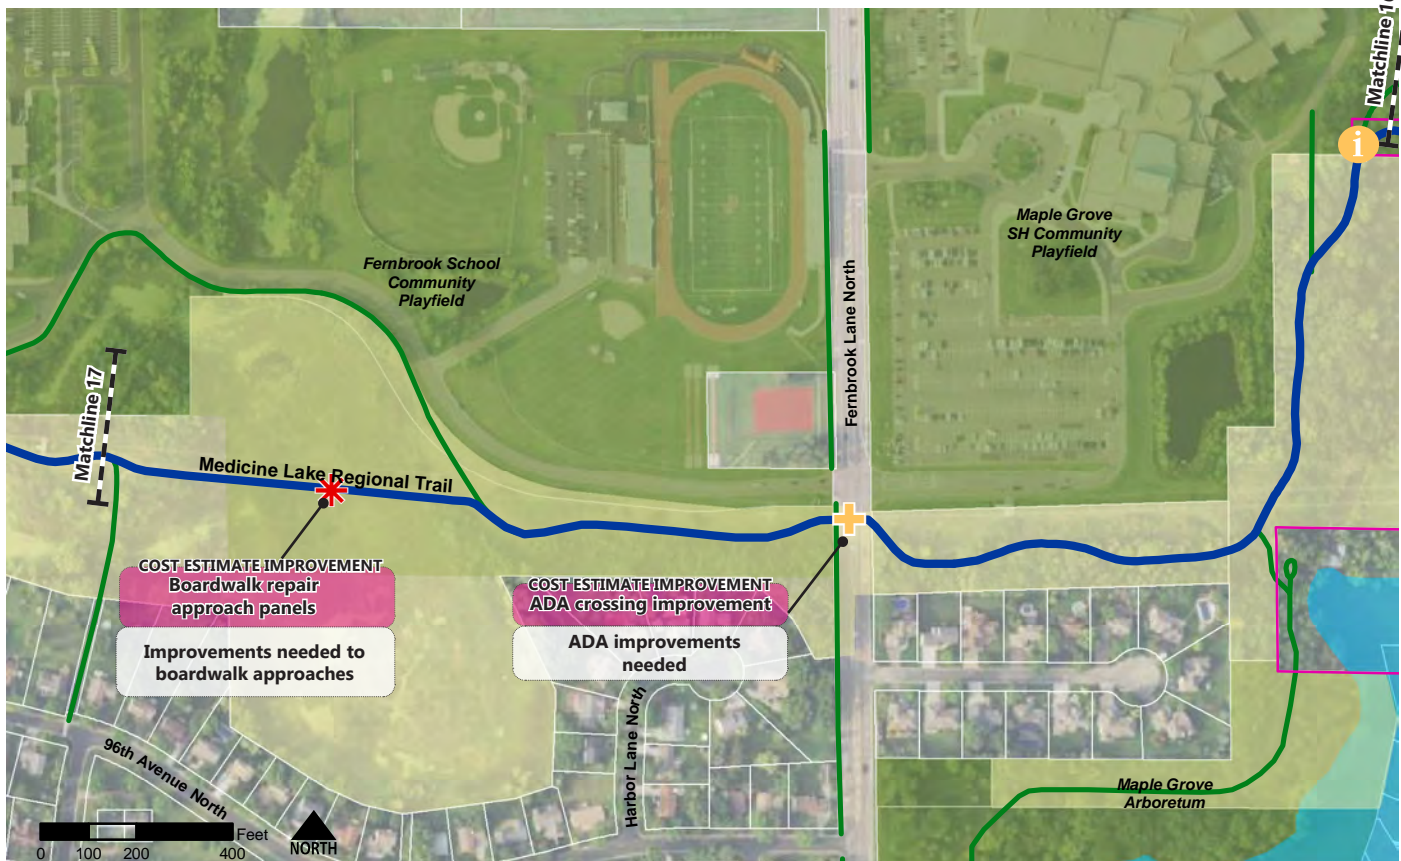 Matchline 16
i
Maple Grove
SH Community
Playfield
Fernbrook School
Community
Playfield
Fernbrook Lane North
Matchline 17
Medicine Lake Regional Trail
COST ESTIMATE IMPROVEMENT
Boardwalk repair
approach panels
Improvements needed to
boardwalk approaches
COST ESTIMATE IMPROVEMENT
ADA crossing improvement
ADA improvements
needed
Harbor Lane North
96th Avenue North
Maple Grove
Arboretum
Feet
0 100 200 400
NORTH